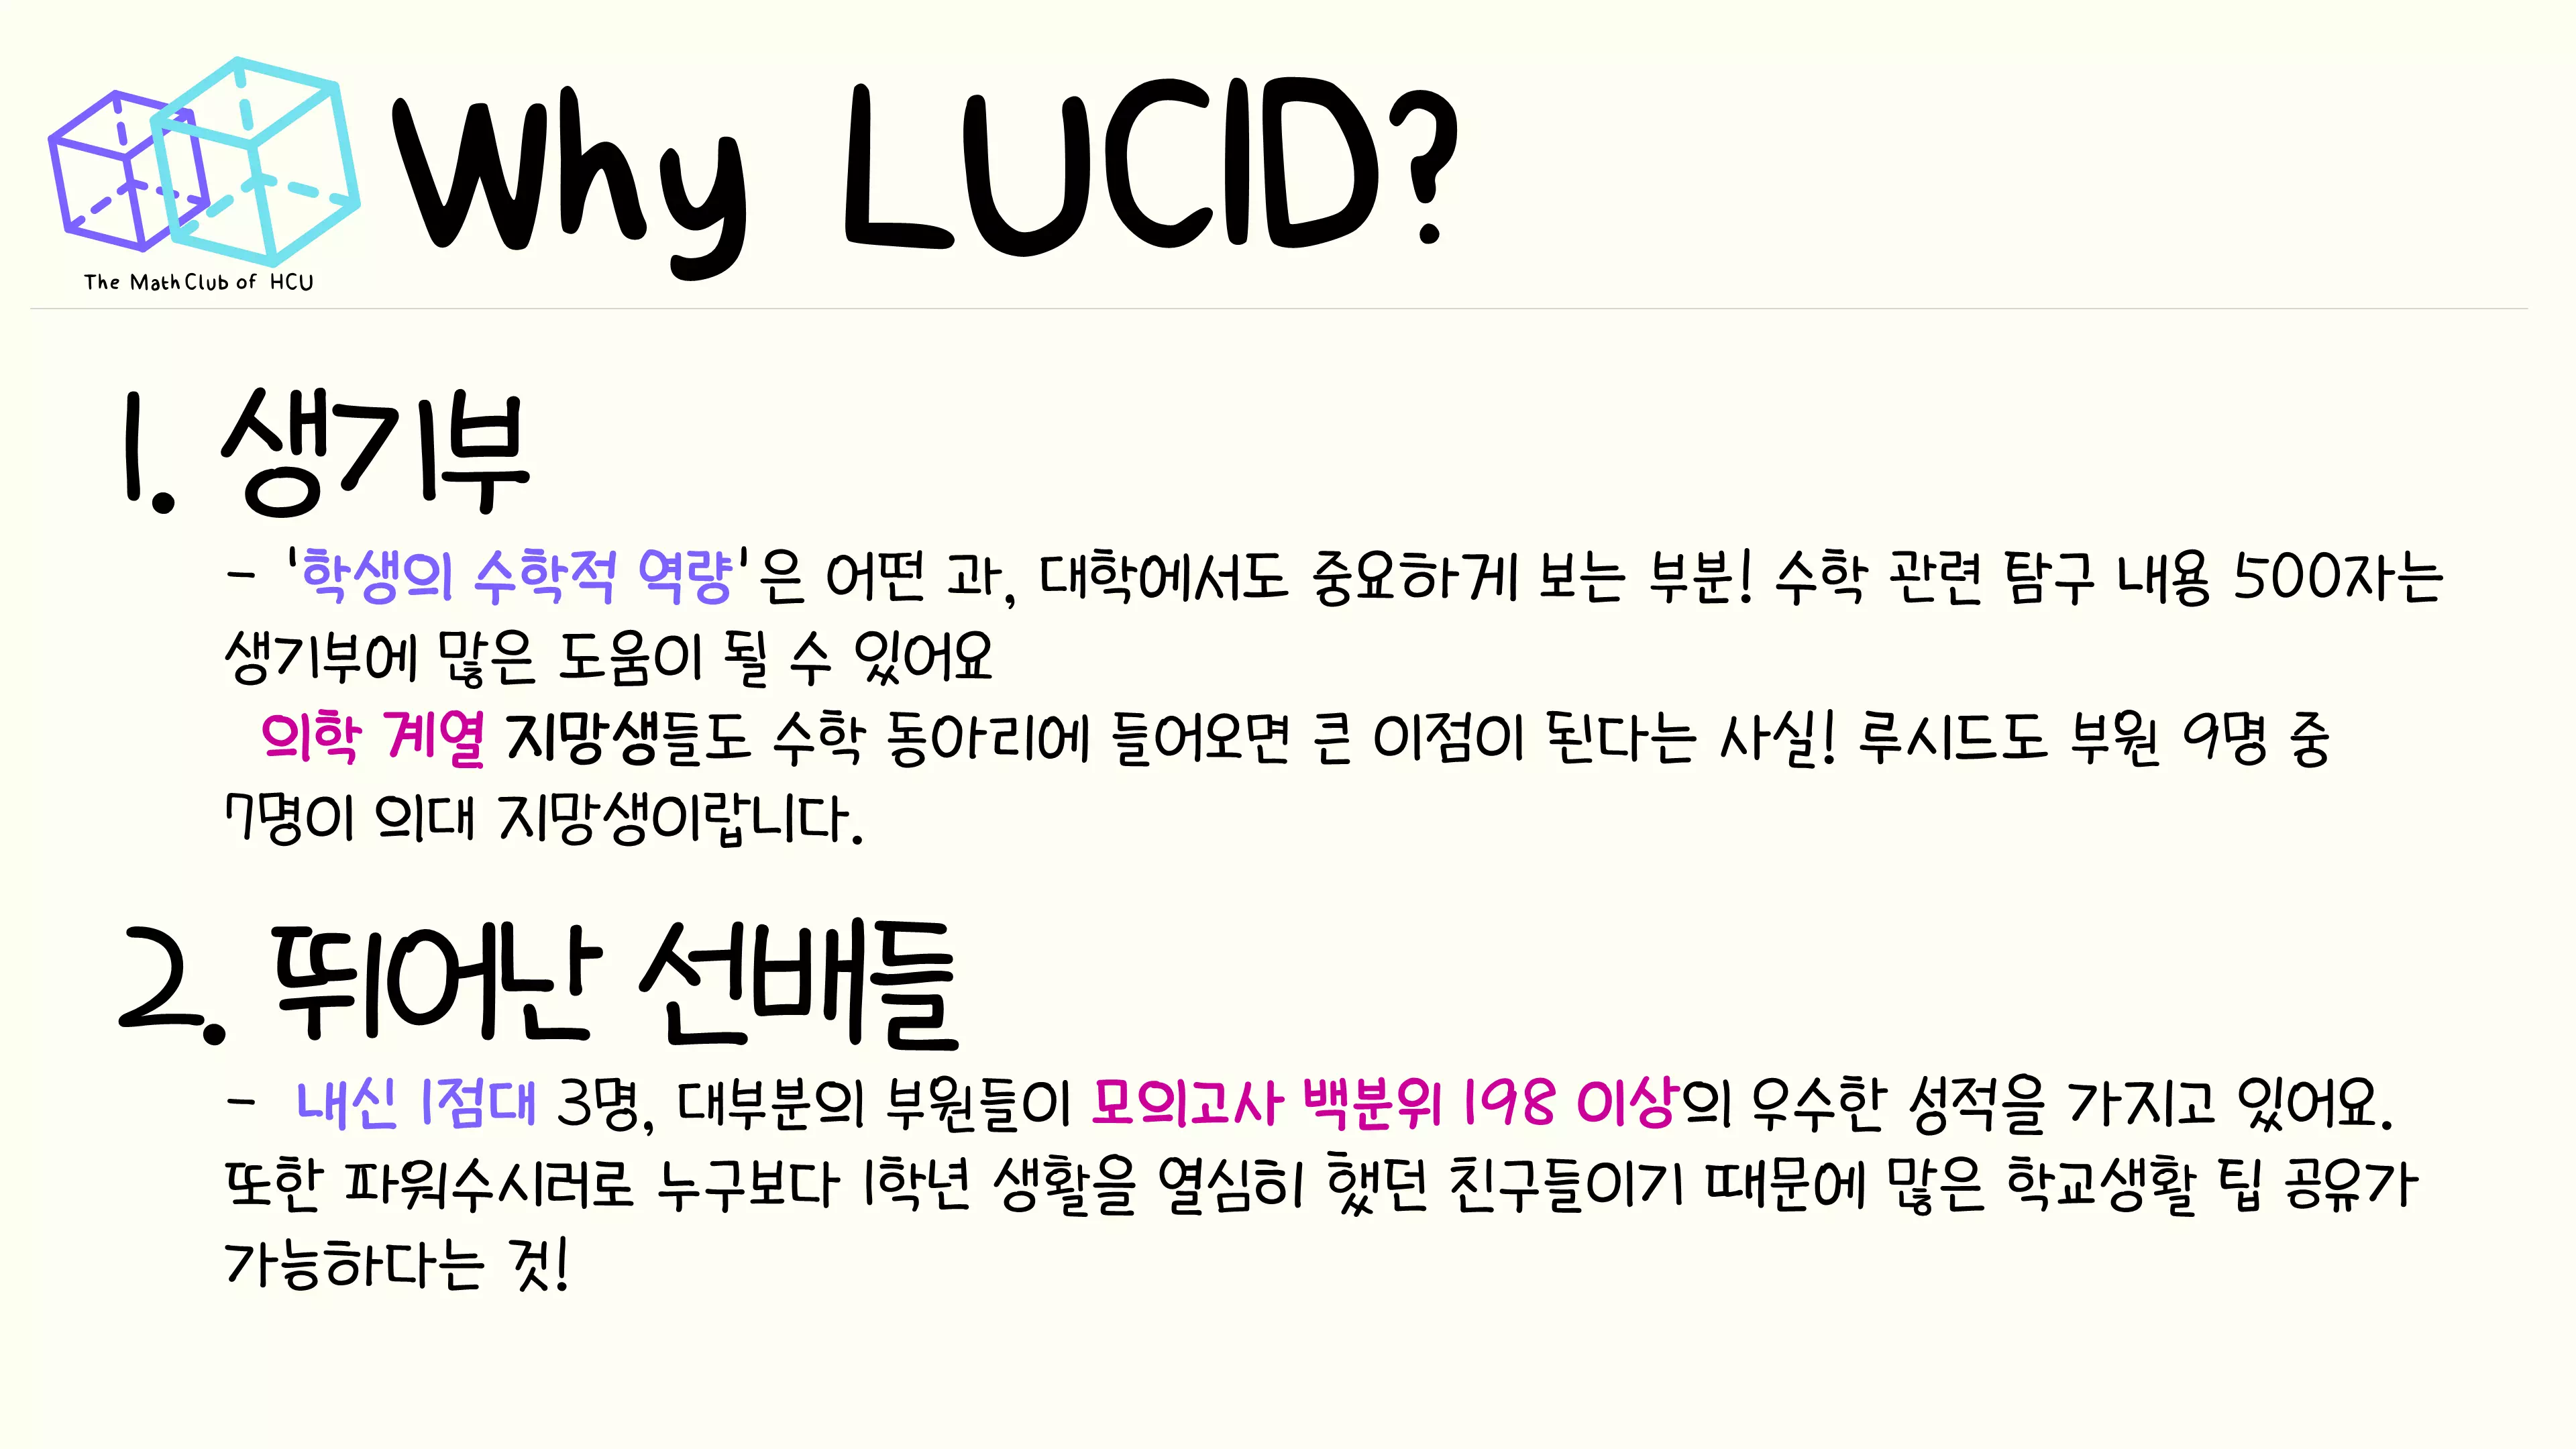 Why LUCID?
The Math Club of HCU
1. 생기부
- '학생의 수학적 역량'은 어떤 과, 대학에서도 중요하게 보는 부분! 수학 관련 탐구 내용 500자는
생기부에 많은 도움이 될 수 있어요
의학 계열 지망생들도 수학 동아리에 들어오면 큰 이점이 된다는 사실! 루시드도 부원 9명 중
7명이 의대 지망생이랍니다.
2. 뛰어난 선배들
- 내신 1점대 3명, 대부분의 부원들이 모의고사 백분위 198 이상의 우수한 성적을 가지고 있어요.
또한 파워수시러로 누구보다 1학년 생활을 열심히 했던 친구들이기 때문에 많은 학교생활 팁 공유가
가능하다는 것!